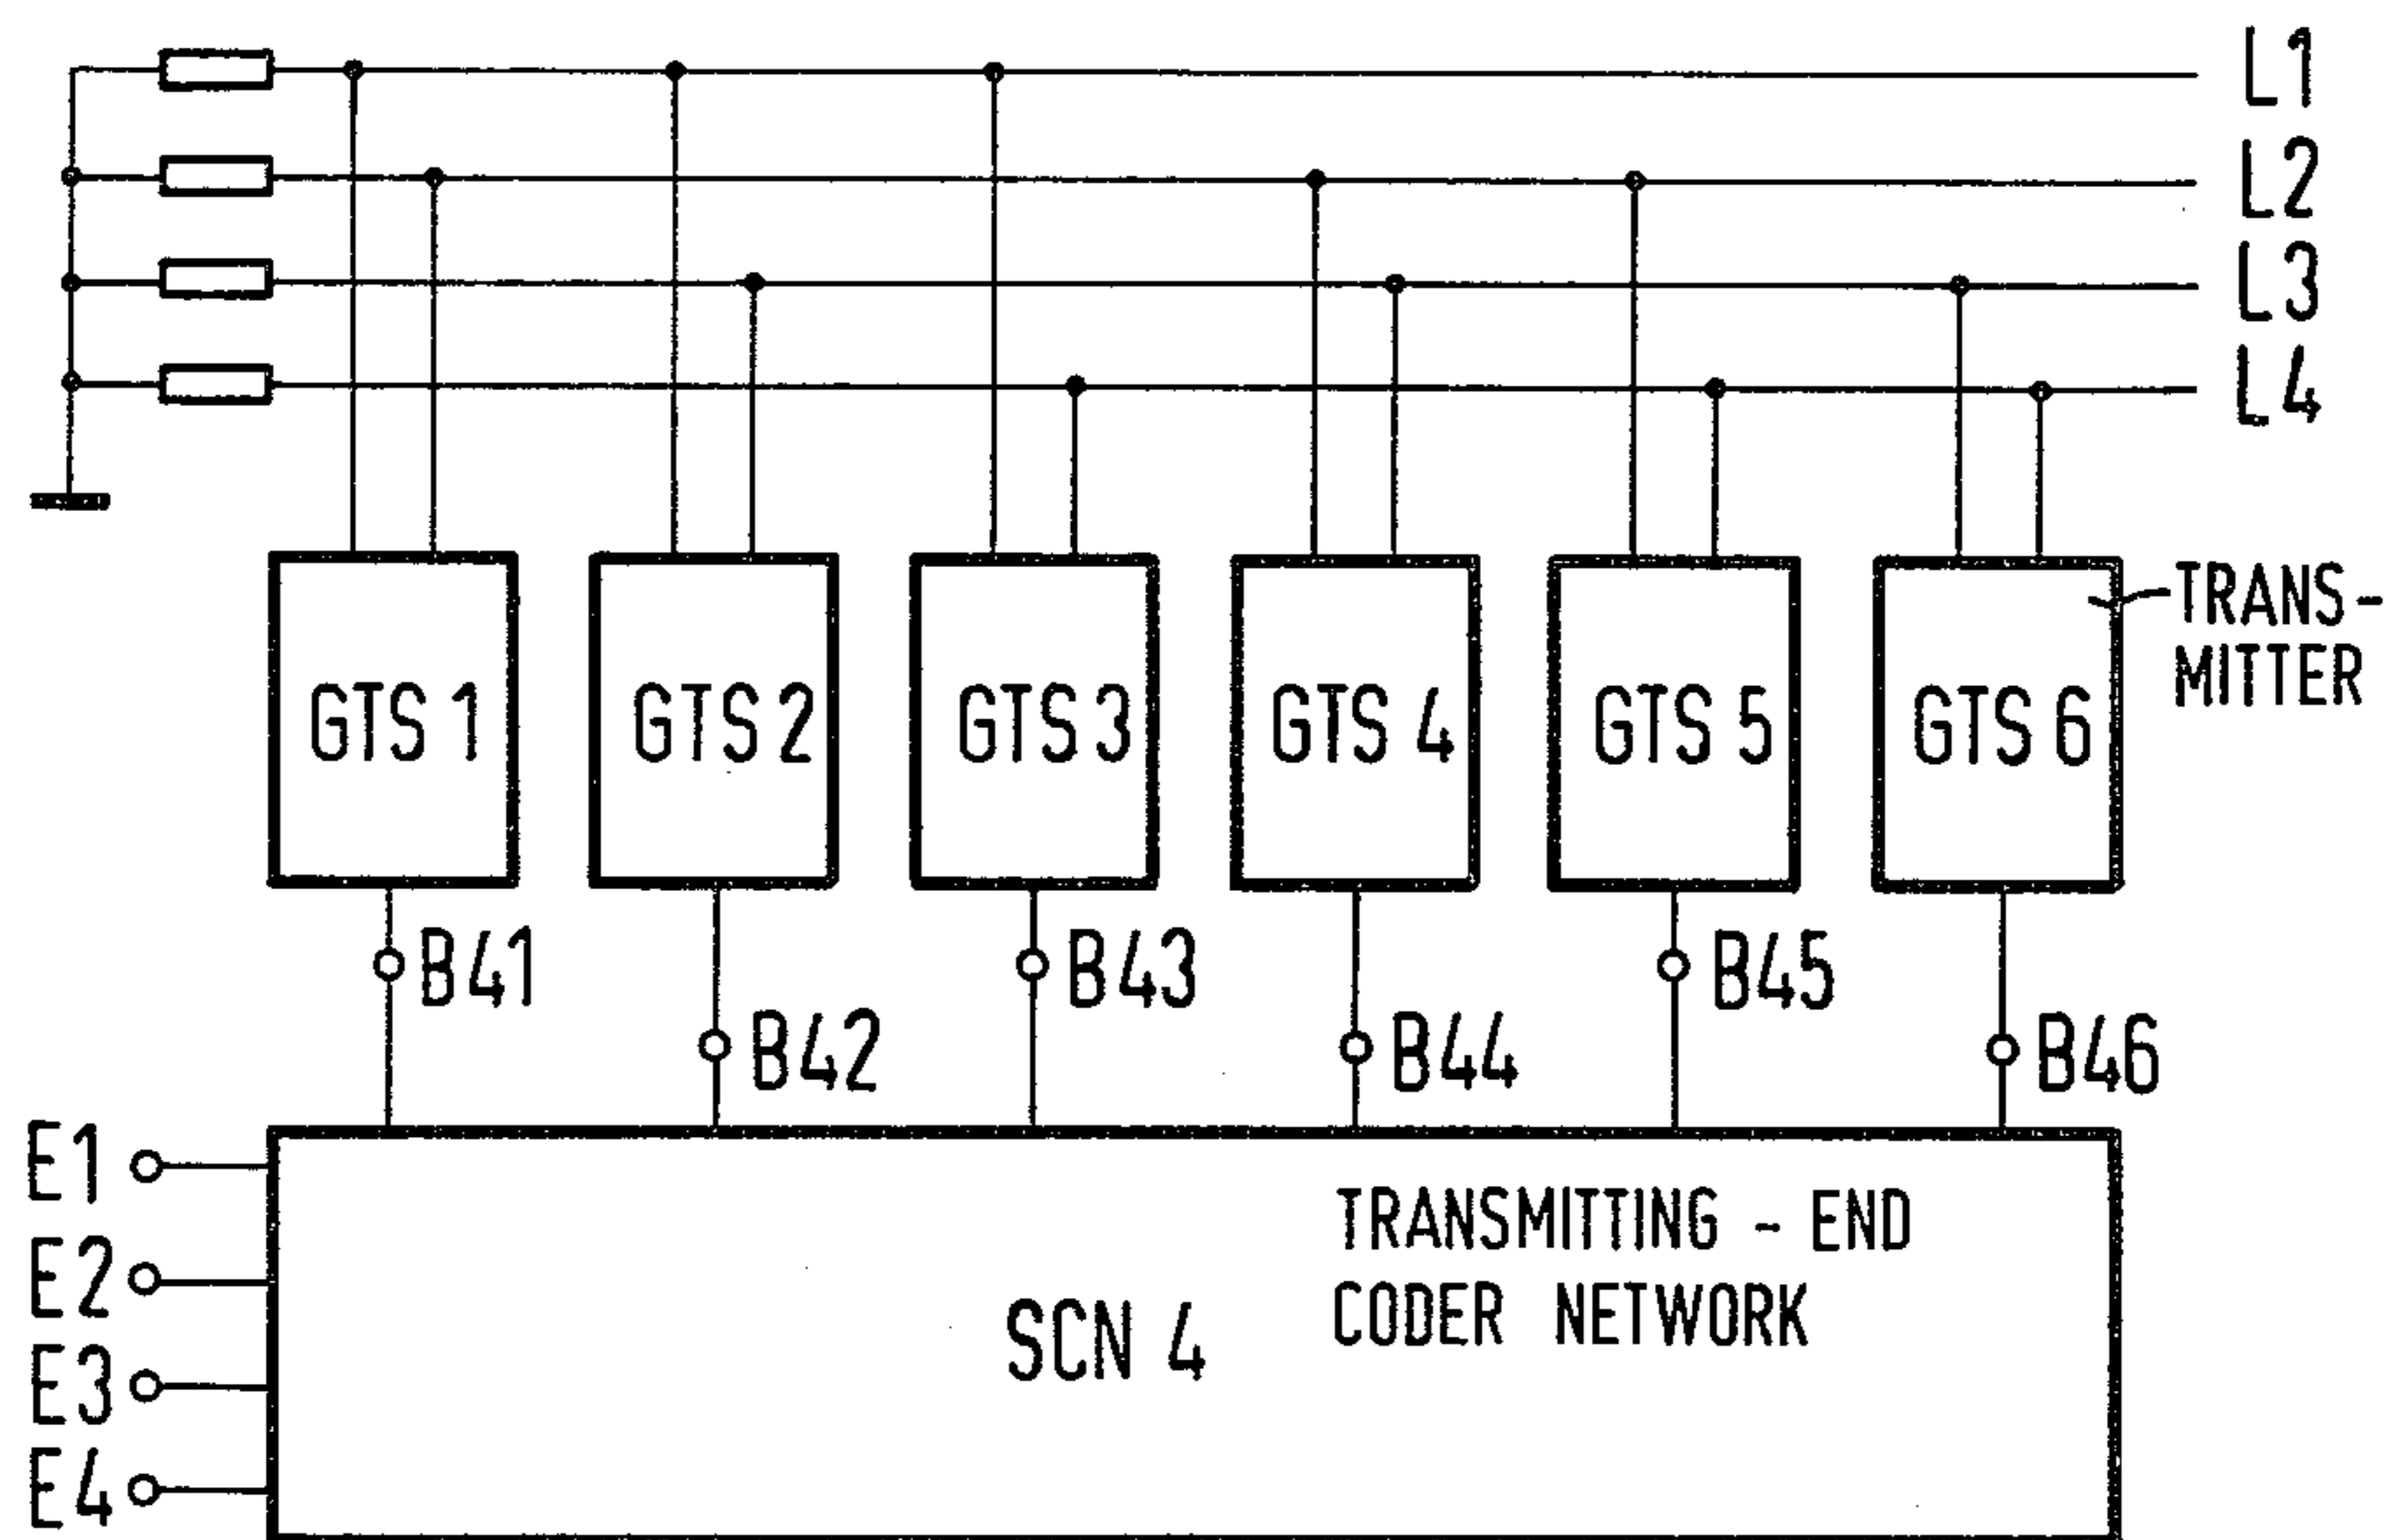 L1
L2
L3
L4
TRANS-
MITTER
GTS 1
GTS 2
GTS 3
GTS 4
GTS 5
GTS 6
B41
B42
B43
B44
B45
B46
E1
E2
E3
E4
TRANSMITTING - END
CODER NETWORK
SCN 4